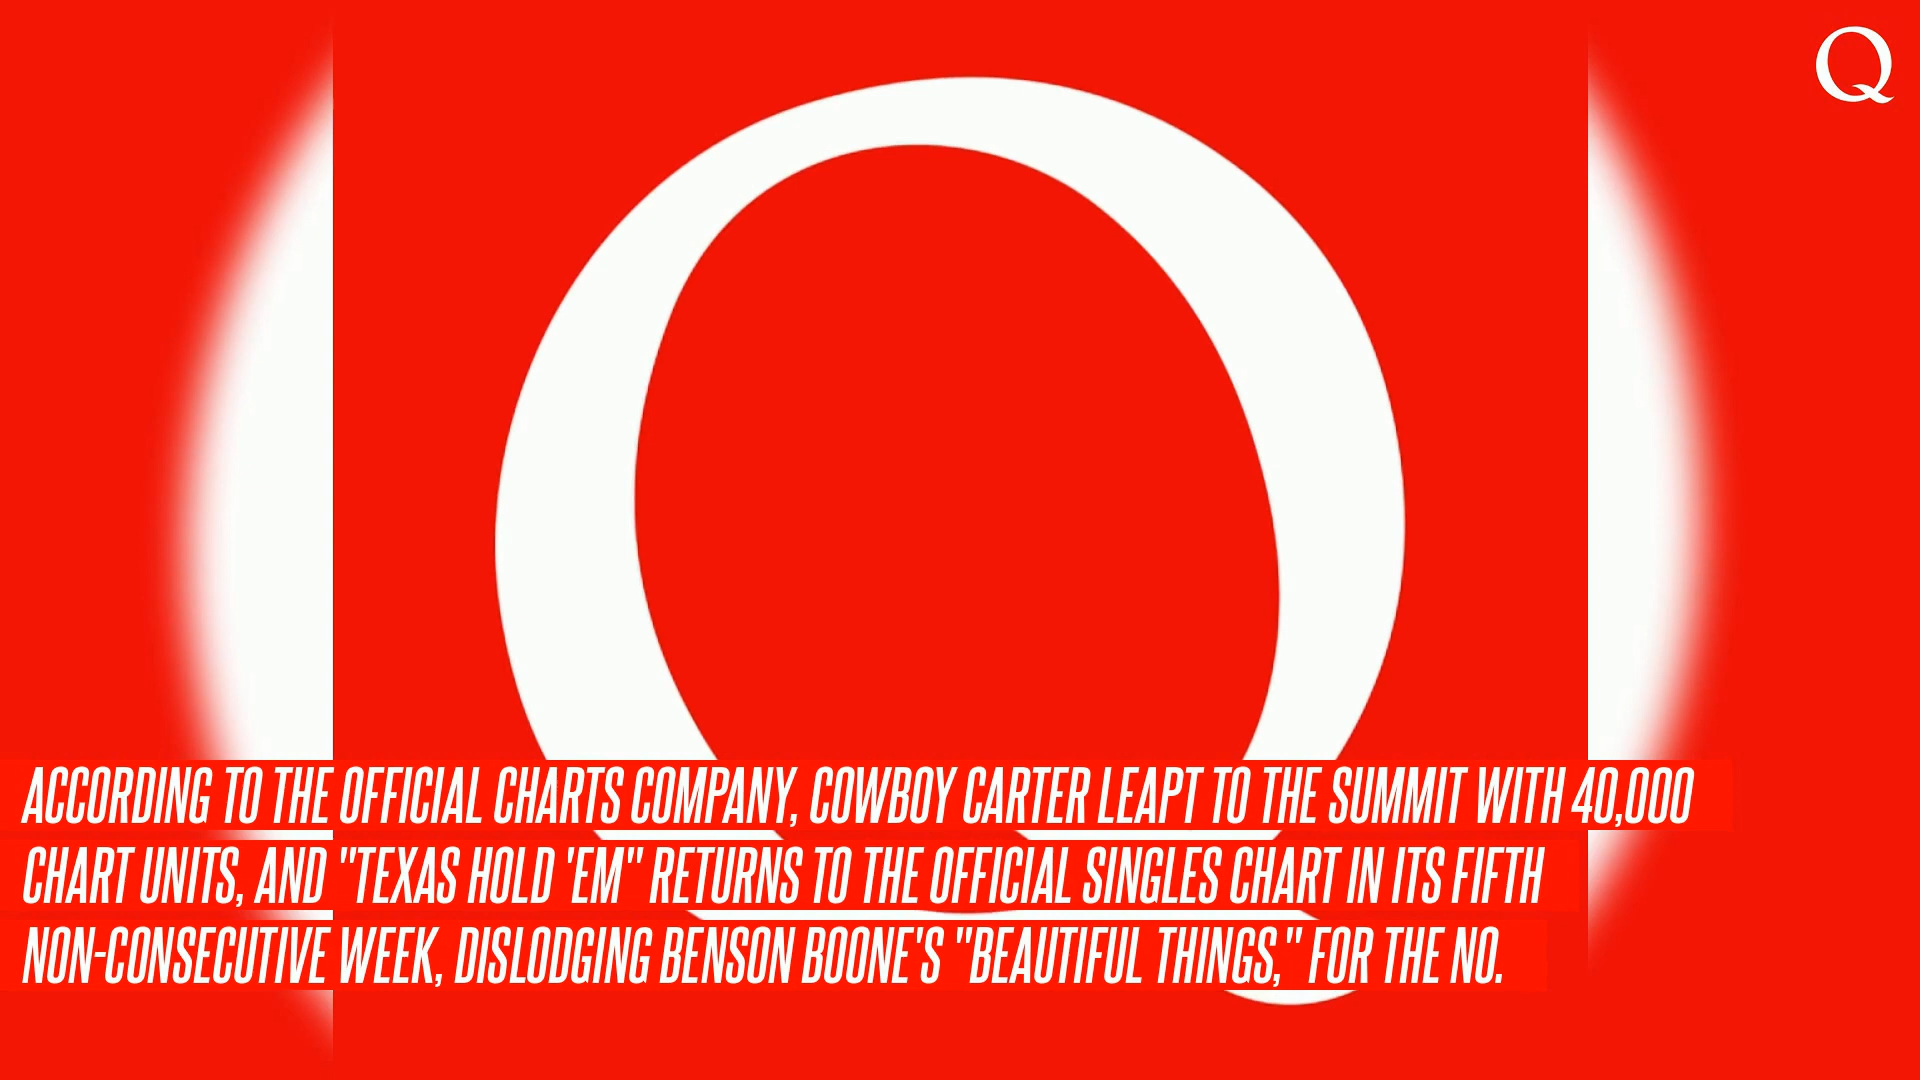 Q
Q
ACCORDING TO THE OFFICIAL CHARTS COMPANY, COWBOY CARTER LEAPT TO THE SUMMIT WITH 40,000
CHART UNITS, AND "TEXAS HOLD 'EM" RETURNS TO THE OFFICIAL SINGLES CHART IN ITS FIFTH
NON-CONSECUTIVE WEEK, DISLODGING BENSON BOONE'S "BEAUTIFUL THINGS," FOR THE NO.